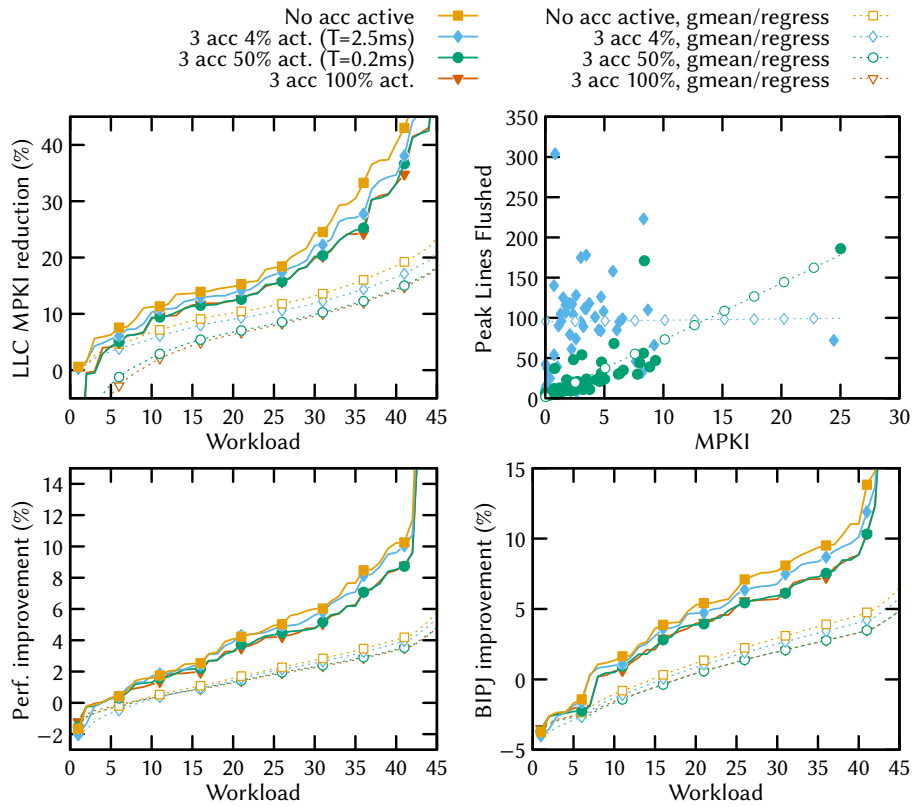 No acc active
3 acc 4% act. (T=2.5ms)
3 acc 50% act. (T=0.2ms)
3 acc 100% act.
No acc active, gmean/regress
3 acc 4%, gmean/regress
3 acc 50%, gmean/regress
3 acc 100%, gmean/regress
LLC MPKI reduction (%)
40
30
20
10
0
0 5 10 15 20 25 30 35 40 45
Workload
Peak Lines Flushed
350
300
250
200
150
100
50
0
0 5 10 15 20 25 30
MPKI
Perf. improvement (%)
14
12
10
8
6
4
2
0
−2
0 5 10 15 20 25 30 35 40 45
Workload
BIPJ improvement (%)
15
10
5
0
−5
0 5 10 15 20 25 30 35 40 45
Workload